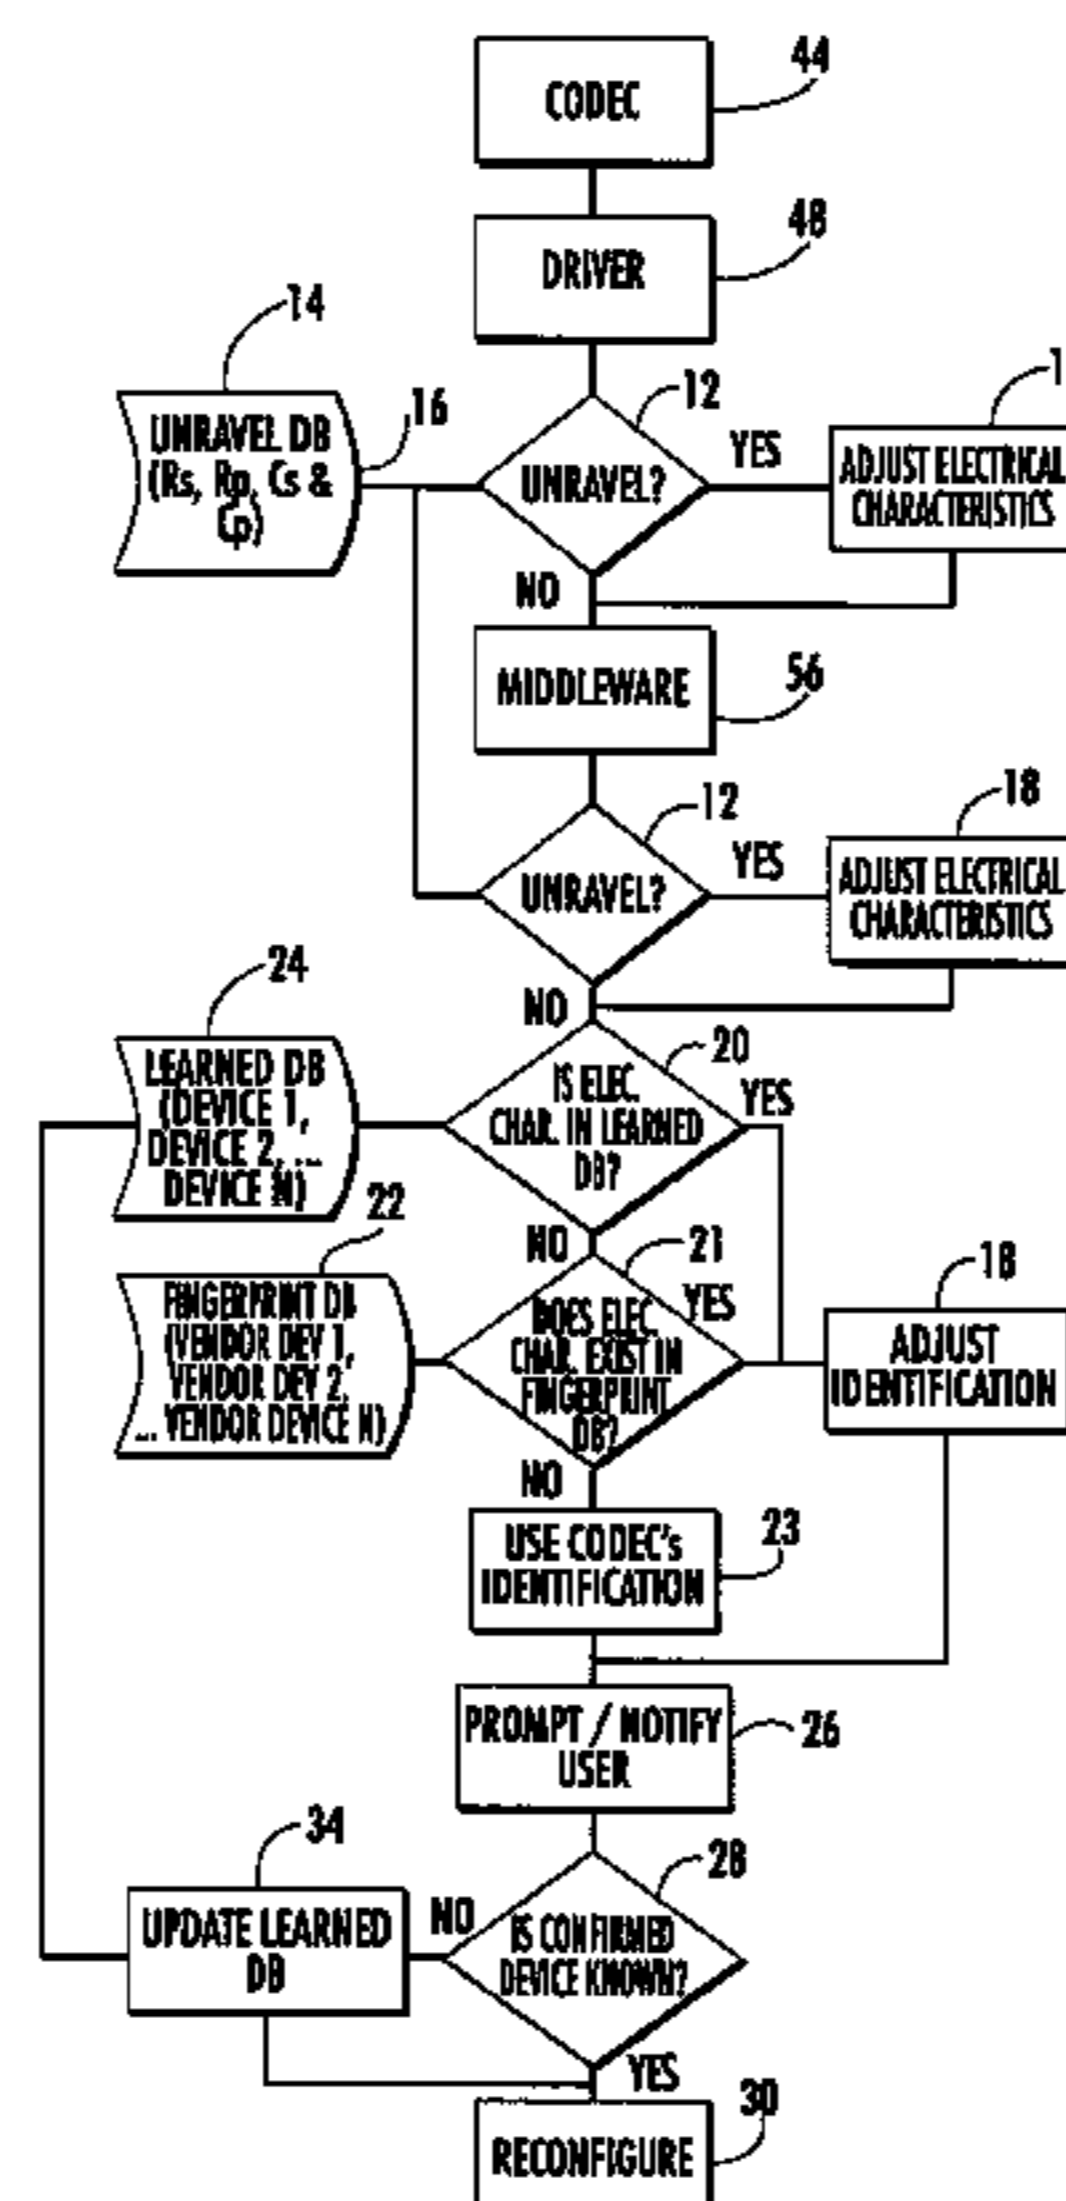 CODEC
44
DRIVER
48
14
UNRAVEL DB
(Rs, Rp, Cs &
Cp)
16
12
UNRAVEL?
YES
1
ADJUST ELECTRICAL
CHARACTERISTICS
NO
MIDDLEWARE
56
12
UNRAVEL?
YES
18
ADJUST ELECTRICAL
CHARACTERISTICS
NO
24
LEARNED DB
(DEVICE 1,
DEVICE 2, ...
DEVICE N)
20
IS ELEC.
CHAR. IN LEARNED
DB?
YES
NO
22
FINGERPRINT DB
(VENDOR DEV 1,
VENDOR DEV 2,
... VENDOR DEVICE N)
21
DOES ELEC.
CHAR. EXIST IN
FINGERPRINT
DB?
YES
18
ADJUST
IDENTIFICATION
NO
USE CODEC's
IDENTIFICATION
23
PROMPT / NOTIFY
USER
26
34
UPDATE LEARNED
DB
NO
28
IS CONFIRMED
DEVICE KNOWN?
YES
30
RECONFIGURE